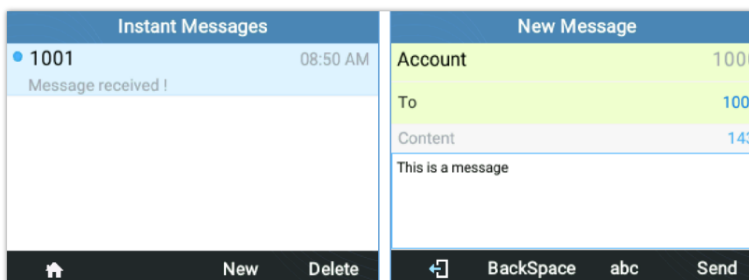 Instant Messages
1001
08:50 AM
Message received !
New
Delete
New Message
Account
To
Content
This is a message
BackSpace
abc
Send